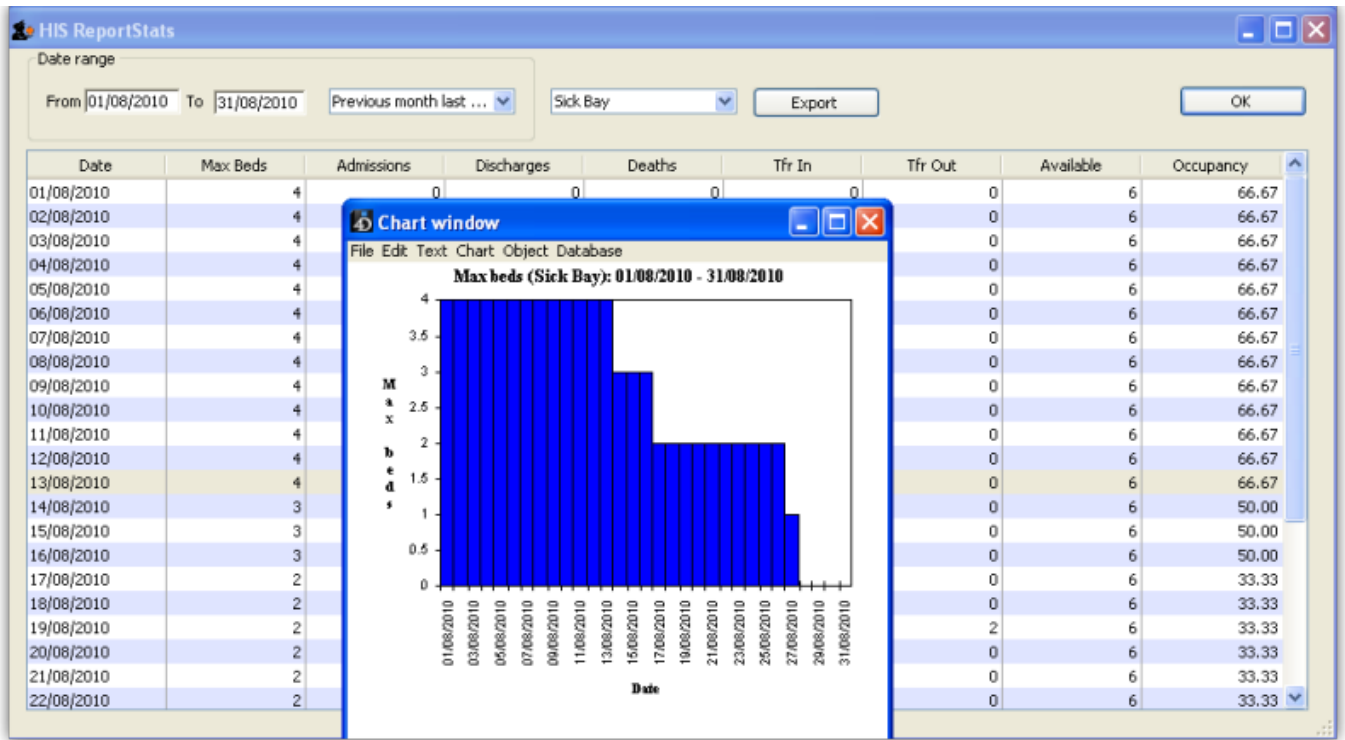 HIS ReportStats
Date range
From 01/08/2010 To 31/08/2010 Previous month last ... Sick Bay Export OK
Date Max Beds Admissions Discharges Deaths Tfr In Tfr Out Available Occupancy
01/08/2010 4 0 0 0 0 0 6 66.67
02/08/2010 4 0 6 66.67
03/08/2010 4 0 6 66.67
04/08/2010 4 0 6 66.67
05/08/2010 4 0 6 66.67
06/08/2010 4 0 6 66.67
07/08/2010 4 0 6 66.67
08/08/2010 4 0 6 66.67
09/08/2010 4 0 6 66.67
10/08/2010 4 0 6 66.67
11/08/2010 4 0 6 66.67
12/08/2010 4 0 6 66.67
13/08/2010 4 0 6 66.67
14/08/2010 3 0 6 50.00
15/08/2010 3 0 6 50.00
16/08/2010 3 0 6 50.00
17/08/2010 2 0 6 33.33
18/08/2010 2 0 6 33.33
19/08/2010 2 2 6 33.33
20/08/2010 2 0 6 33.33
21/08/2010 2 0 6 33.33
22/08/2010 2 0 6 33.33
4D Chart window
File Edit Text Chart Object Database
Max beds (Sick Bay): 01/08/2010 - 31/08/2010
Max beds
4
3.5
3
2.5
2
1.5
1
0.5
0
01/08/2010 03/08/2010 05/08/2010 07/08/2010 09/08/2010 11/08/2010 13/08/2010 15/08/2010 17/08/2010 19/08/2010 21/08/2010 23/08/2010 25/08/2010 27/08/2010 29/08/2010 31/08/2010
Date